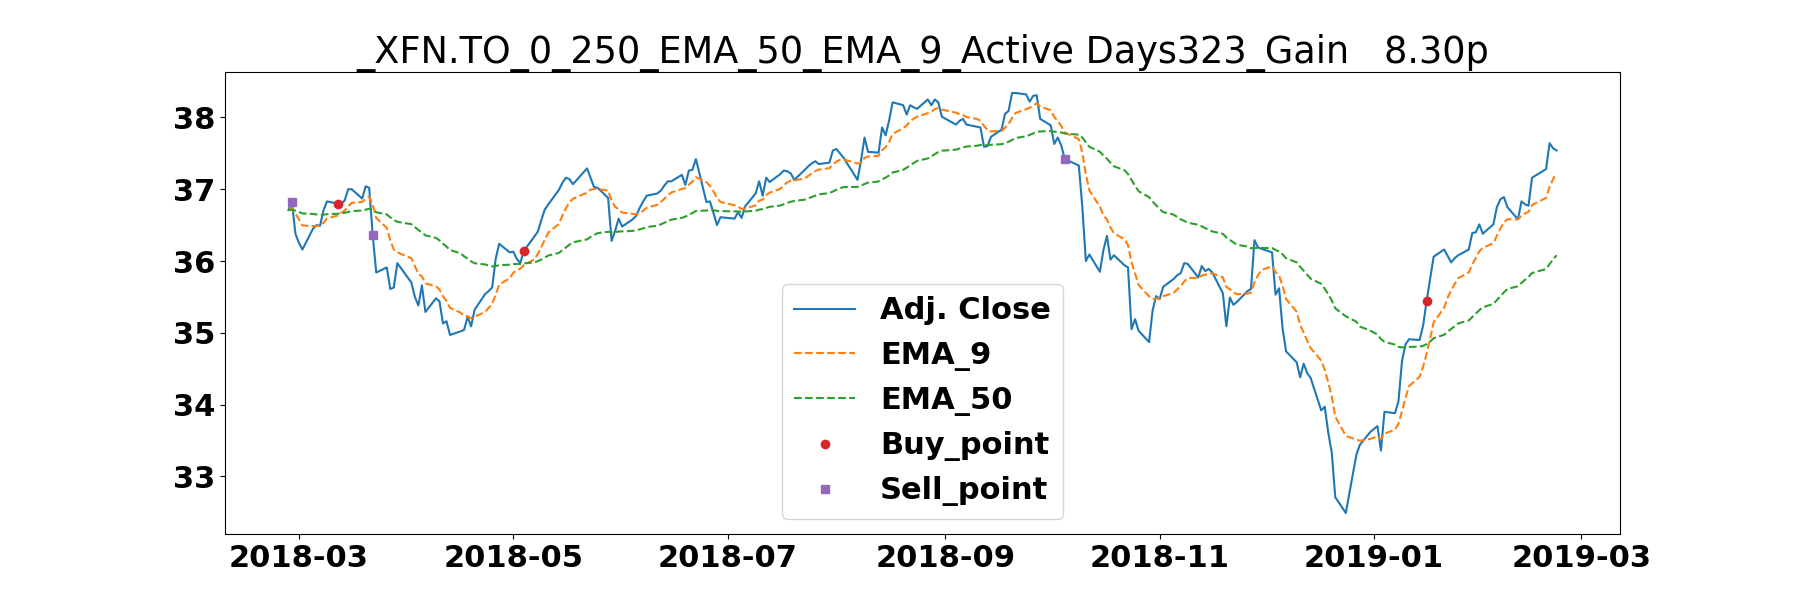 _XFN.TO_0_250_EMA_50_EMA_9_Active Days323_Gain   8.30p
38
37
36
35
34
33
Adj. Close
EMA_9
EMA_50
Buy_point
Sell_point
2018-03 2018-05 2018-07 2018-09 2018-11 2019-01 2019-03